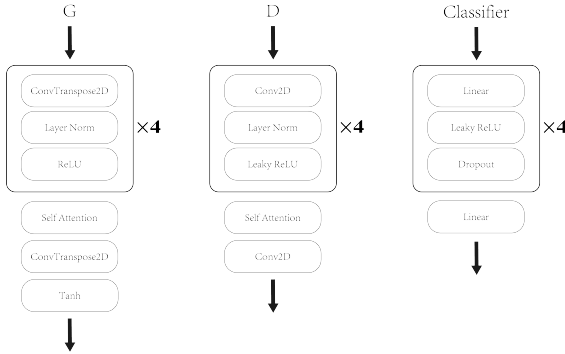 G
ConvTranspose2D
Layer Norm
ReLU
×4
Self Attention
ConvTranspose2D
Tanh
D
Conv2D
Layer Norm
Leaky ReLU
×4
Self Attention
Conv2D
Classifier
Linear
Leaky ReLU
Dropout
×4
Linear